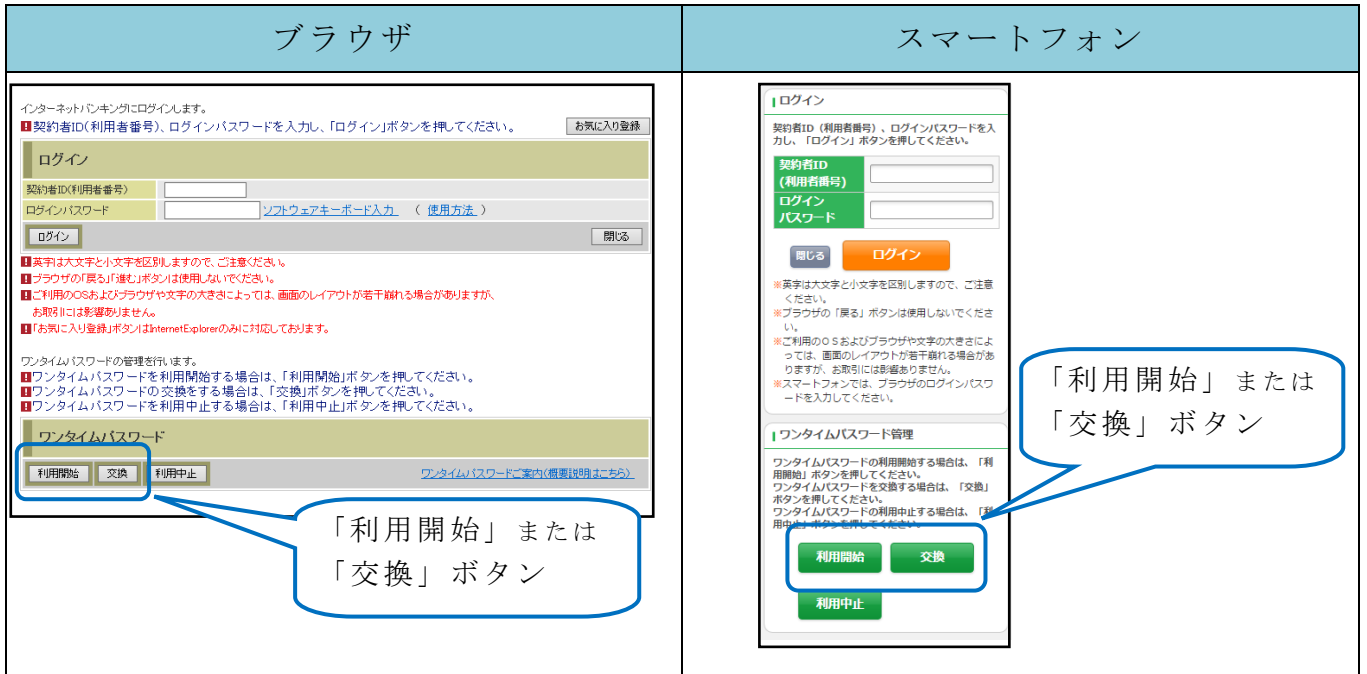 ブラウザ
スマートフォン
インターネットバンキングにログインします。
契約者ID(利用者番号)、ログインパスワードを入力し、「ログイン」ボタンを押してください。
お気に入り登録
ログイン
契約者ID(利用者番号)
ログインパスワード
ソフトウェアキーボード入力 ( 使用方法 )
ログイン
閉じる
英字は大文字と小文字を区別しますので、ご注意ください。
ブラウザの「戻る」「進む」ボタンは使用しないでください。
ご利用のOSおよびブラウザや文字の大きさによっては、画面のレイアウトが若干崩れる場合がありますが、
お取引には影響ありません。
「お気に入り登録」ボタンはInternetExplorerのみに対応しております。
ワンタイムパスワードの管理を行います。
ワンタイムパスワードを利用開始する場合は、「利用開始」ボタンを押してください。
ワンタイムパスワードの交換をする場合は、「交換」ボタンを押してください。
ワンタイムパスワードを利用中止する場合は、「利用中止」ボタンを押してください。
ワンタイムパスワード
利用開始 交換 利用中止
ワンタイムパスワードご案内(概要説明はこちら)
「利用開始」または
「交換」ボタン
ログイン
契約者ID(利用者番号)、ログインパスワードを入
力し、「ログイン」ボタンを押してください。
契約者ID
(利用者番号)
ログイン
パスワード
閉じる ログイン
※英字は大文字と小文字を区別しますので、ご注意
ください。
※ブラウザの「戻る」ボタンは使用しないでくださ
い。
※ご利用のOSおよびブラウザや文字の大きさによ
っては、画面のレイアウトが若干崩れる場合があ
りますが、お取引には影響ありません。
※スマートフォンでは、ブラウザのログインパスワ
ードを入力してください。
ワンタイムパスワード管理
ワンタイムパスワードの利用開始する場合は、「利
用開始」ボタンを押してください。
ワンタイムパスワードを交換する場合は、「交換」
ボタンを押してください。
ワンタイムパスワードの利用中止する場合は、「利
用中止」ボタンを押してください。
利用開始 交換
利用中止
「利用開始」または
「交換」ボタン